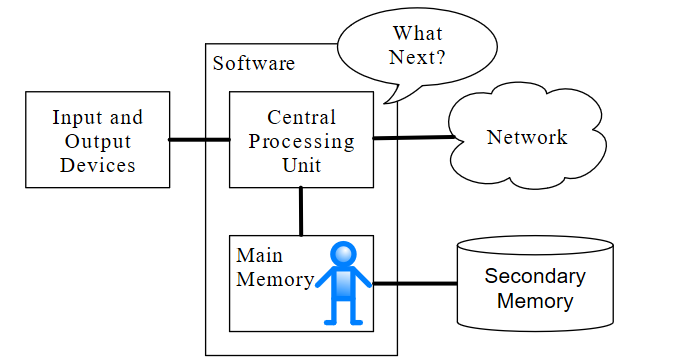 What
Next?
Software
Input and
Output
Devices
Central
Processing
Unit
Network
Main
Memory
Secondary
Memory